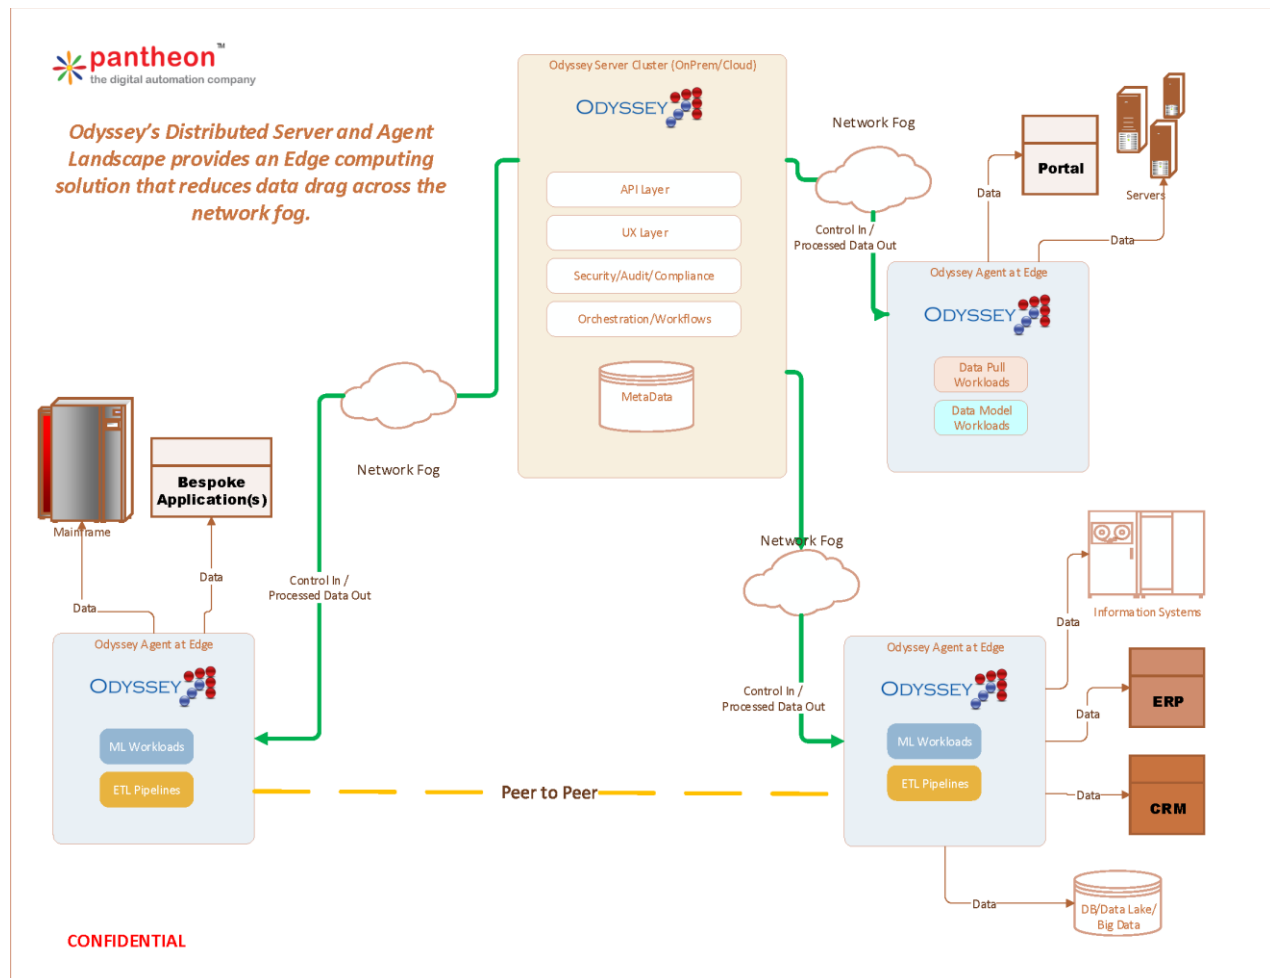 pantheon™
the digital automation company
Odyssey's Distributed Server and Agent
Landscape provides an Edge computing
solution that reduces data drag across the
network fog.
Odyssey Server Cluster (OnPrem/Cloud)
ODYSSEY
API Layer
UX Layer
Security/Audit/Compliance
Orchestration/Workflows
MetaData
Network Fog
Control In /
Processed Data Out
Portal
Servers
Data
Data
Odyssey Agent at Edge
ODYSSEY
Data Pull
Workloads
Data Model
Workloads
Network Fog
Mainframe
Bespoke
Application(s)
Data
Data
Control In /
Processed Data Out
Odyssey Agent at Edge
ODYSSEY
ML Workloads
ETL Pipelines
Peer to Peer
Network Fog
Control In /
Processed Data Out
Odyssey Agent at Edge
ODYSSEY
ML Workloads
ETL Pipelines
Information Systems
Data
ERP
Data
CRM
Data
Data
DB/Data Lake/
Big Data
CONFIDENTIAL